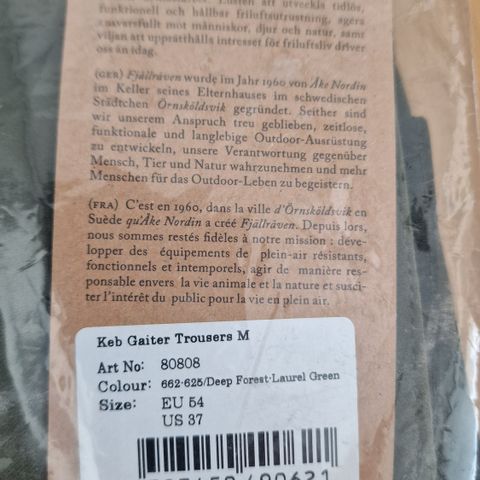 funktionell och hållbar friluftsutrustning, agera
ansvarsfullt mot människor, djur och natur, samt
viljan att upprätthålla intresset för friluftsliv driver
oss än idag.
(GER) Fjällräven wurde im Jahr 1960 von Åke Nordin
im Keller seines Elternhauses im schwedischen
Städtchen Örnsköldsvik gegründet. Seither sind
wir unserem Anspruch treu geblieben, zeitlose,
funktionale und langlebige Outdoor-Ausrüstung
zu entwickeln, unsere Verantwortung gegenüber
Mensch, Tier und Natur wahrzunehmen und mehr
Menschen für das Outdoor-Leben zu begeistern.
(FRA) C'est en 1960, dans la ville d'Örnsköldsvik en
Suède qu'Åke Nordin a créé Fjällräven. Depuis lors,
nous sommes restés fidèles à notre mission : déve-
lopper des équipements de plein-air résistants,
fonctionnels et intemporels, agir de manière res-
ponsable envers la vie animale et la nature et susci-
ter l'intérêt du public pour la vie en plein air.
Keb Gaiter Trousers M
Art No: 80808
Colour: 662-625/Deep Forest-Laurel Green
Size: EU 54
US 37